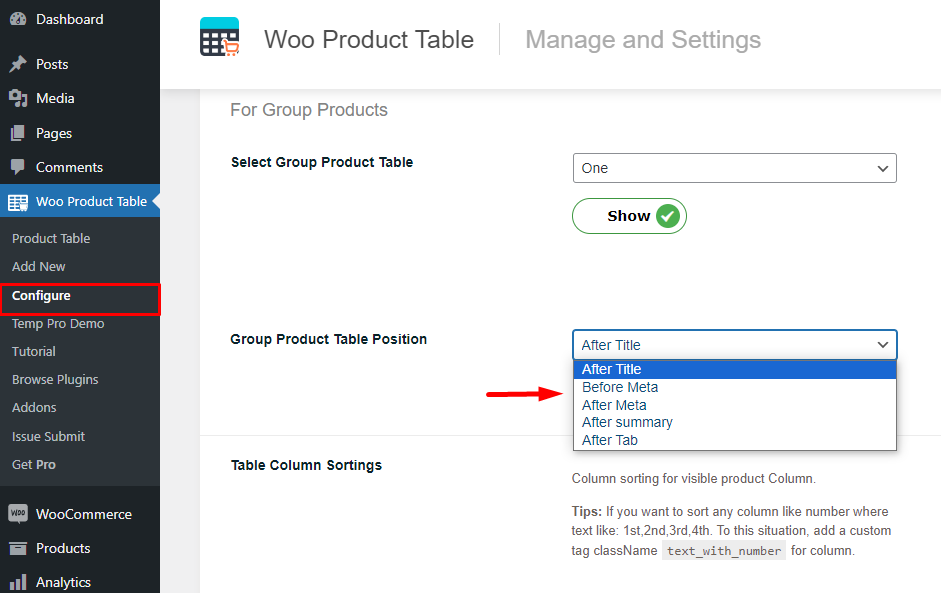 Dashboard
Posts
Media
Pages
Comments
Woo Product Table
Product Table
Add New
Configure
Temp Pro Demo
Tutorial
Browse Plugins
Addons
Issue Submit
Get Pro
WOO WooCommerce
Products
Analytics
Woo Product Table
Manage and Settings
For Group Products
Select Group Product Table
One
Show
Group Product Table Position
After Title
After Title
Before Meta
After Meta
After summary
After Tab
Table Column Sortings
Column sorting for visible product Column.
Tips: If you want to sort any column like number where
text like: 1st,2nd,3rd,4th. To this situation, add a custom
tag className text_with_number for column.